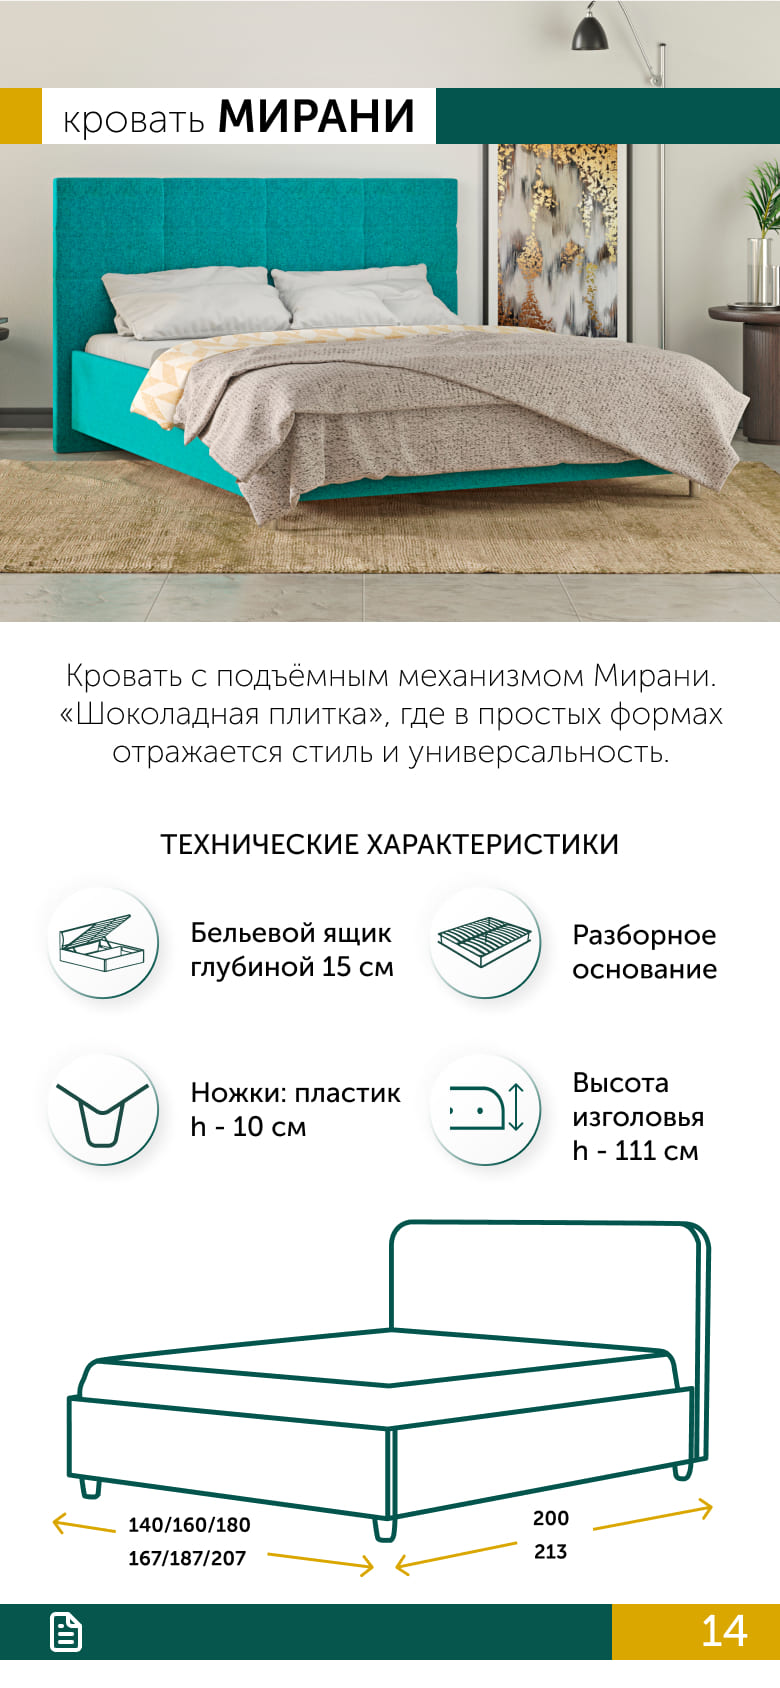 кровать МИРАНИ
Кровать с подъёмным механизмом Мирани.
«Шоколадная плитка», где в простых формах
отражается стиль и универсальность.
ТЕХНИЧЕСКИЕ ХАРАКТЕРИСТИКИ
Бельевой ящик
глубиной 15 см
Разборное
основание
Ножки: пластик
h - 10 см
Высота
изголовья
h - 111 см
140/160/180
167/187/207
200
213
14